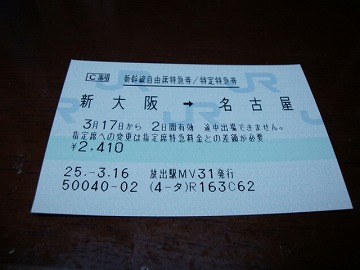 C制 新幹線自由席特急券/特定特急券
新大阪 → 名古屋
3月17日から 2日間有効 途中出場できません。
指定席への変更は指定席特急料金との差額が必要
¥2,410
25.-3.16 放出駅MV31発行
50040-02 (4-タ)R163C62